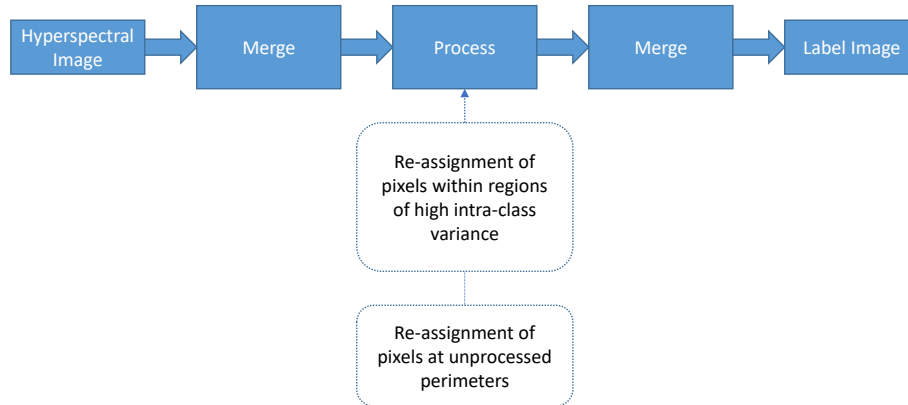 Hyperspectral
Image
Merge
Process
Merge
Label Image
Re-assignment of
pixels within regions
of high intra-class
variance
Re-assignment of
pixels at unprocessed
perimeters